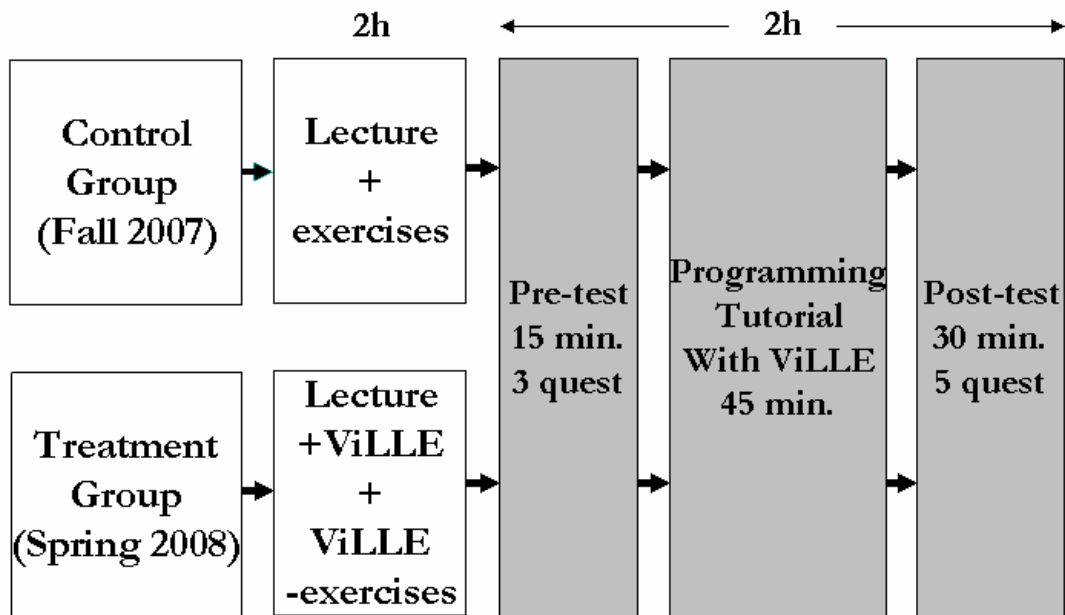 2h
2h
Control
Group
(Fall 2007)
Lecture
+
exercises
Treatment
Group
(Spring 2008)
Lecture
+ViLLE
+
ViLLE
-exercises
Pre-test
15 min.
3 quest
Programming
Tutorial
With ViLLE
45 min.
Post-test
30 min.
5 quest